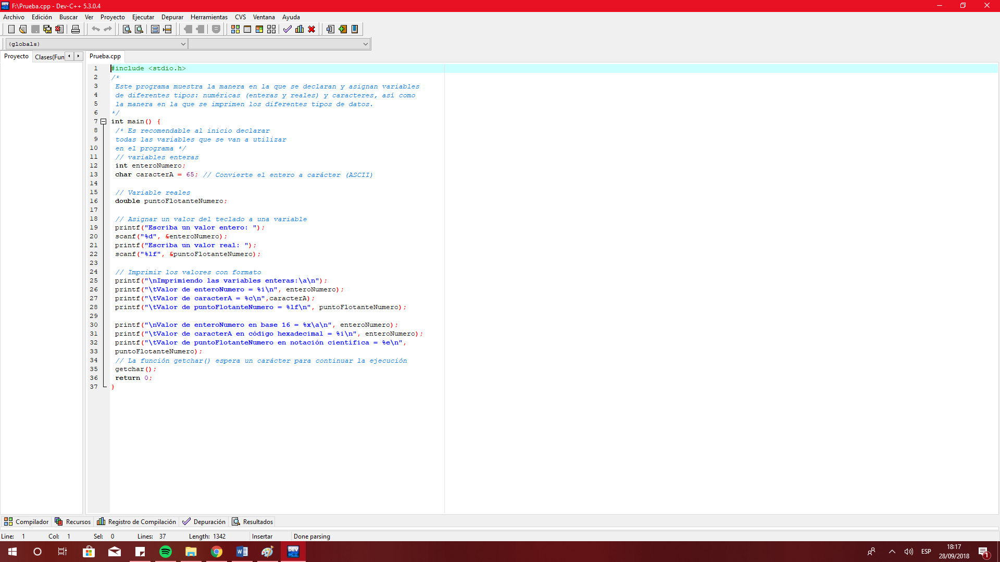 F:\Prueba.cpp - Dev-C++ 5.3.0.4
Archivo Edición Buscar Ver Proyecto Ejecutar Depurar Herramientas CVS Ventana Ayuda
(globals)
Proyecto Clases(Fun Prueba.cpp
1 #include <stdio.h>
2 /*
3 Este programa muestra la manera en la que se declaran y asignan variables
4 de diferentes tipos: numéricas (enteras y reales) y caracteres, así como
5 la manera en la que se imprimen los diferentes tipos de datos.
6 */
7 int main() {
8 /* Es recomendable al inicio declarar
9 todas las variables que se van a utilizar
10 en el programa */
11 // variables enteras
12 int enteroNumero;
13 char caracterA = 65; // Convierte el entero a carácter (ASCII)
14
15 // Variable reales
16 double puntoFlotanteNumero;
17
18 // Asignar un valor del teclado a una variable
19 printf("Escriba un valor entero: ");
20 scanf("%d", &enteroNumero);
21 printf("Escriba un valor real: ");
22 scanf("%lf", &puntoFlotanteNumero);
23
24 // Imprimir los valores con formato
25 printf("\nImprimiendo las variables enteras:\a\n");
26 printf("\tValor de enteroNumero = %i\n", enteroNumero);
27 printf("\tValor de caracterA = %c\n",caracterA);
28 printf("\tValor de puntoFlotanteNumero = %lf\n", puntoFlotanteNumero);
29
30 printf("\nValor de enteroNumero en base 16 = %x\a\n", enteroNumero);
31 printf("\tValor de caracterA en código hexadecimal = %i\n", enteroNumero);
32 printf("\tValor de puntoFlotanteNumero en notación científica = %e\n",
33 puntoFlotanteNumero);
34 // La función getchar() espera un carácter para continuar la ejecución
35 getchar();
36 return 0;
37 }
Compilador Recursos Registro de Compilación Depuración Resultados
Line: 1 Col: 1 Sel: 0 Lines: 37 Length: 1342 Insertar Done parsing
DEV
ESP
18:17
28/09/2018
1